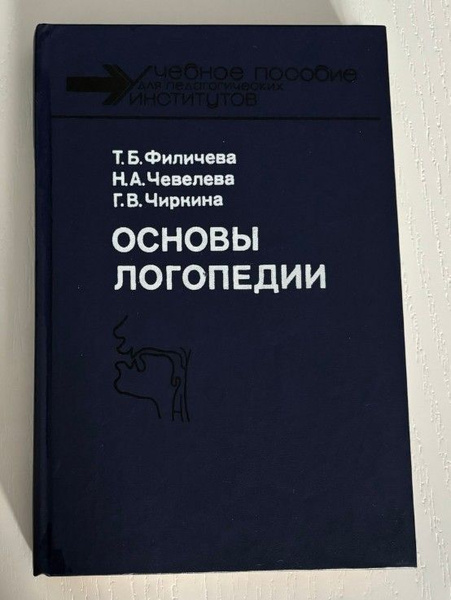 Учебное пособие
для педагогических
институтов
Т.Б.Филичева
Н.А.Чевелева
Г.В.Чиркина
ОСНОВЫ
ЛОГОПЕДИИ